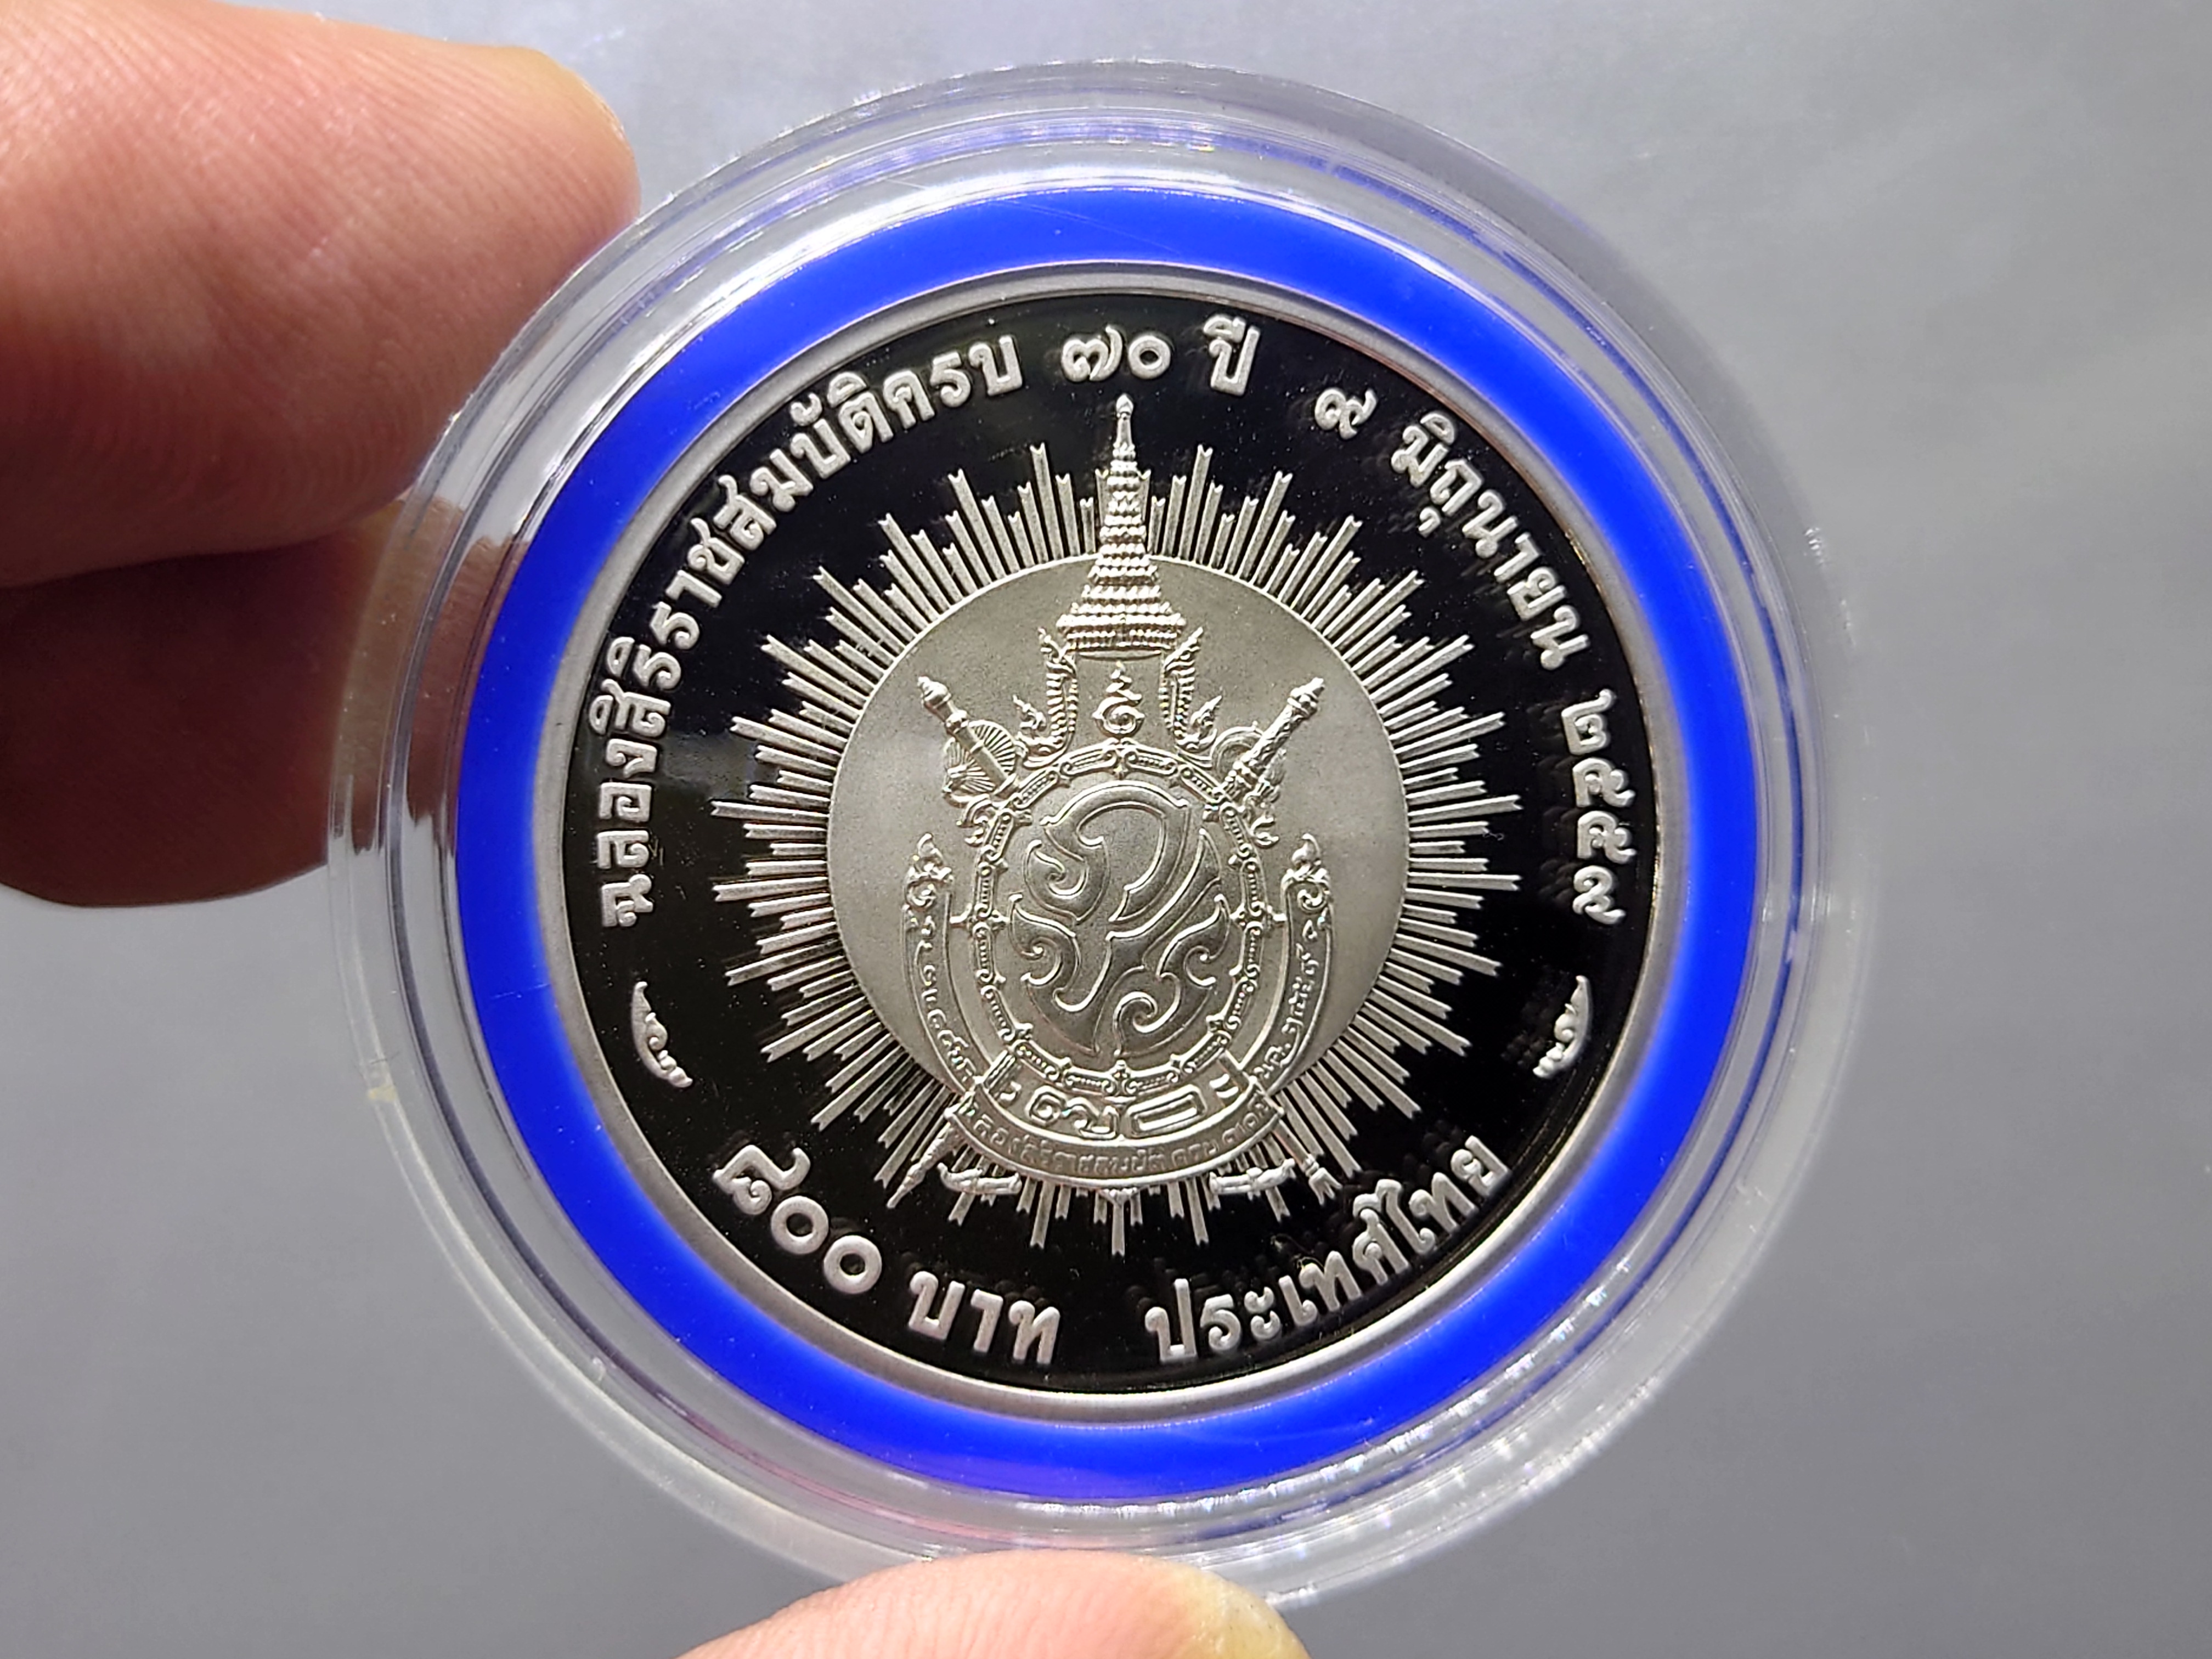 ฉลองสิริราชสมบัติครบ ๗๐ ปี ๙ มิถุนายน ๒๕๕๙
๘๐๐ บาท ประเทศไทย